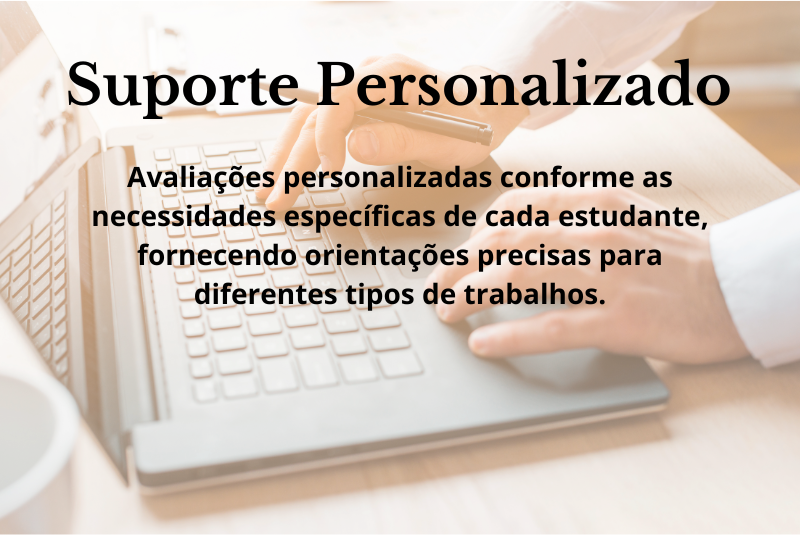 Suporte Personalizado
Avaliações personalizadas conforme as
necessidades específicas de cada estudante,
fornecendo orientações precisas para
diferentes tipos de trabalhos.